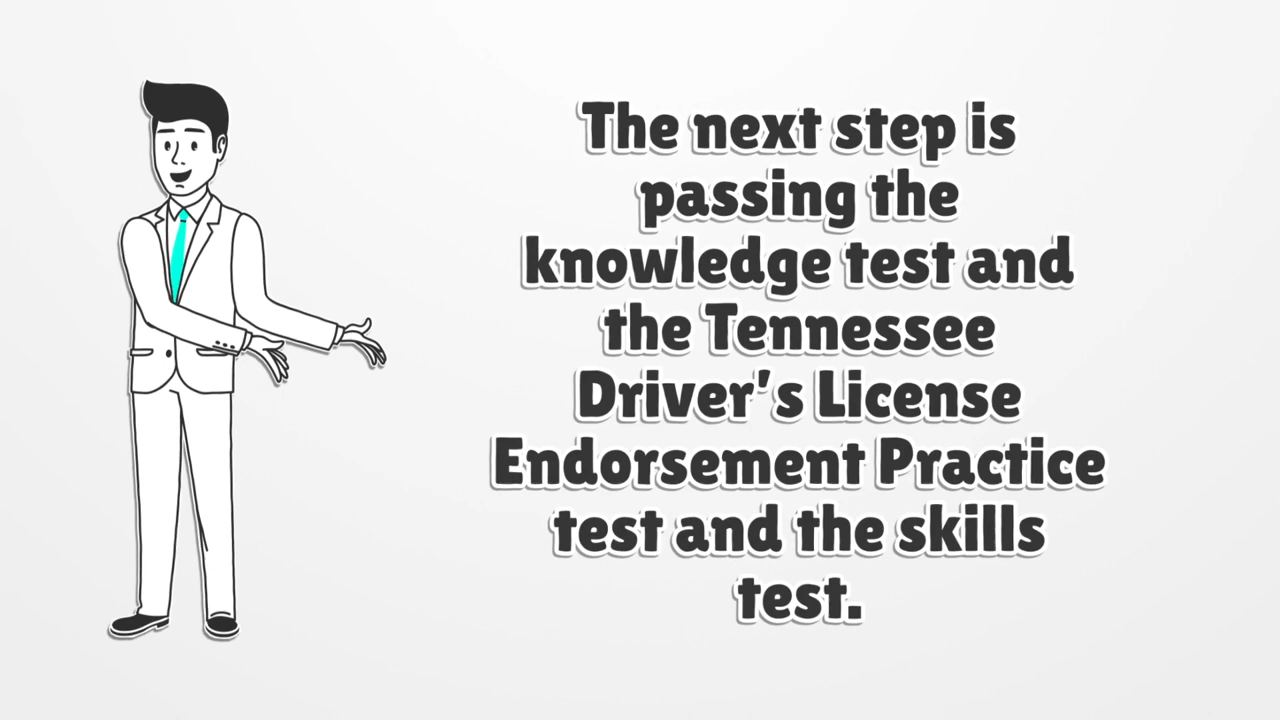 The next step is
passing the
knowledge test and
the Tennessee
Driver's License
Endorsement Practice
test and the skills
test.